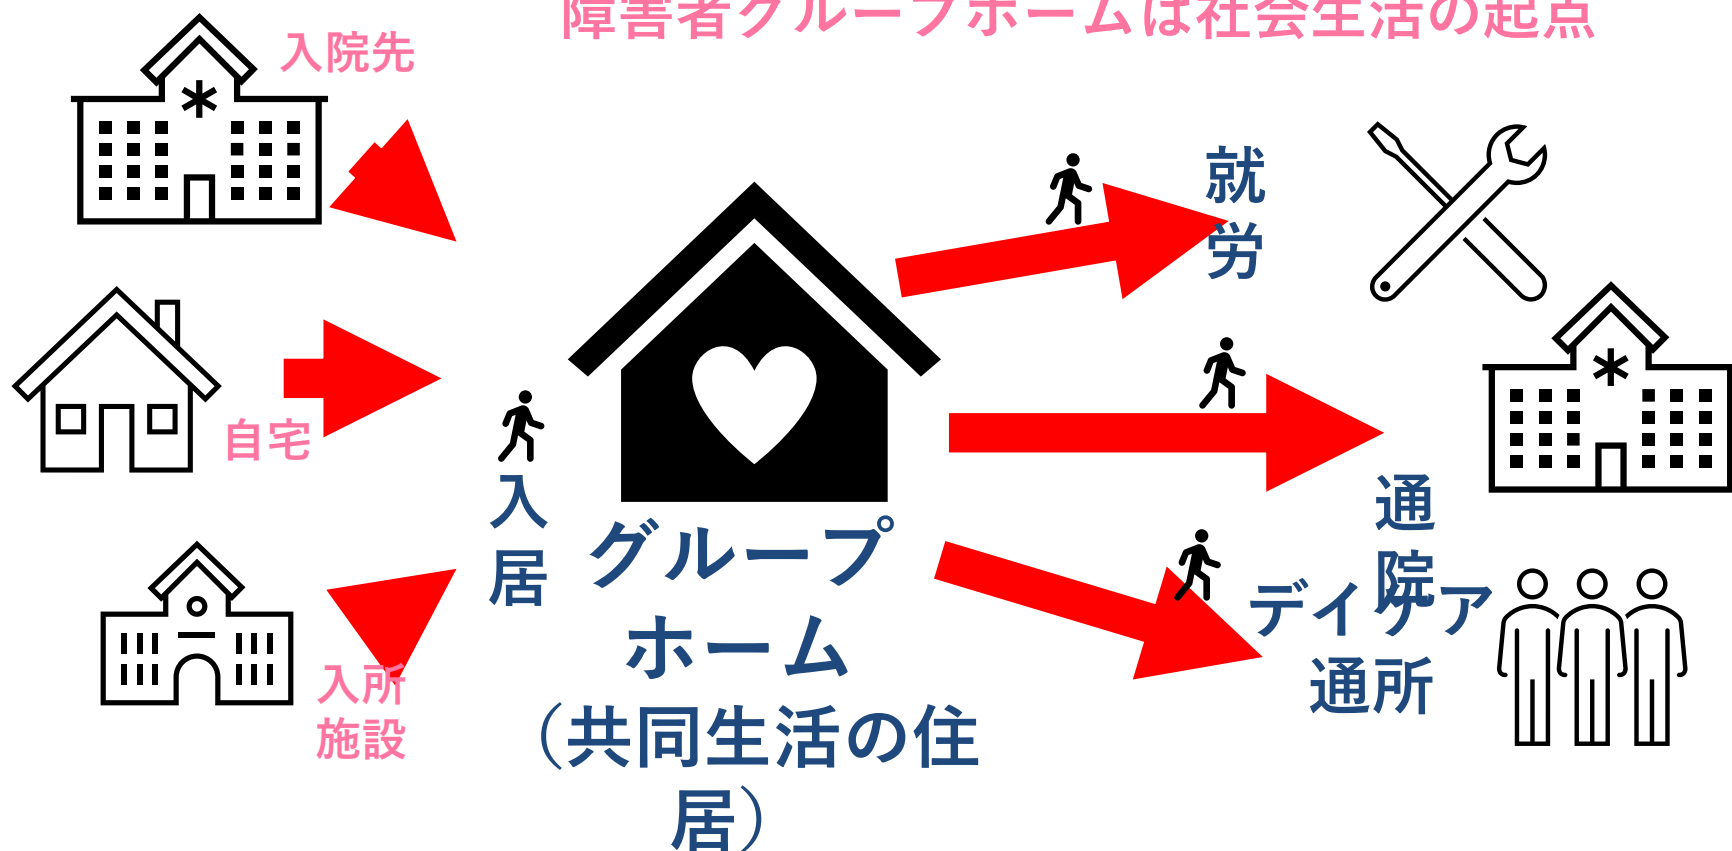 障害者グループホームは社会生活の起点
入院先
自宅
入所
施設
入
居
グループ
ホーム
（共同生活の住
居）
就
労
通
院
デイケア
通所